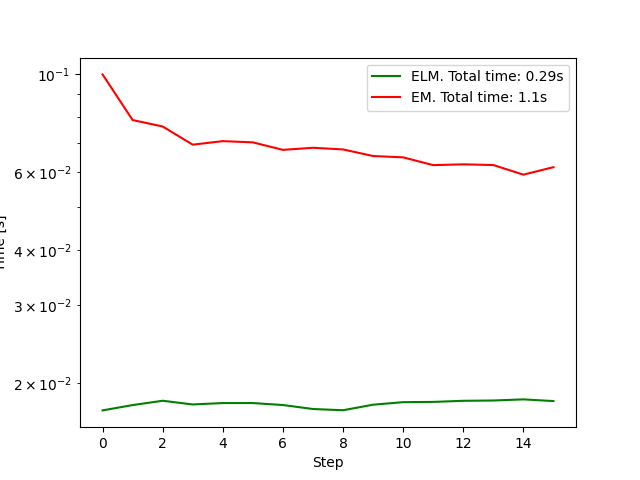 10⁻¹
6 × 10⁻²
4 × 10⁻²
3 × 10⁻²
2 × 10⁻²
ELM. Total time: 0.29s
EM. Total time: 1.1s
0 2 4 6 8 10 12 14
Step